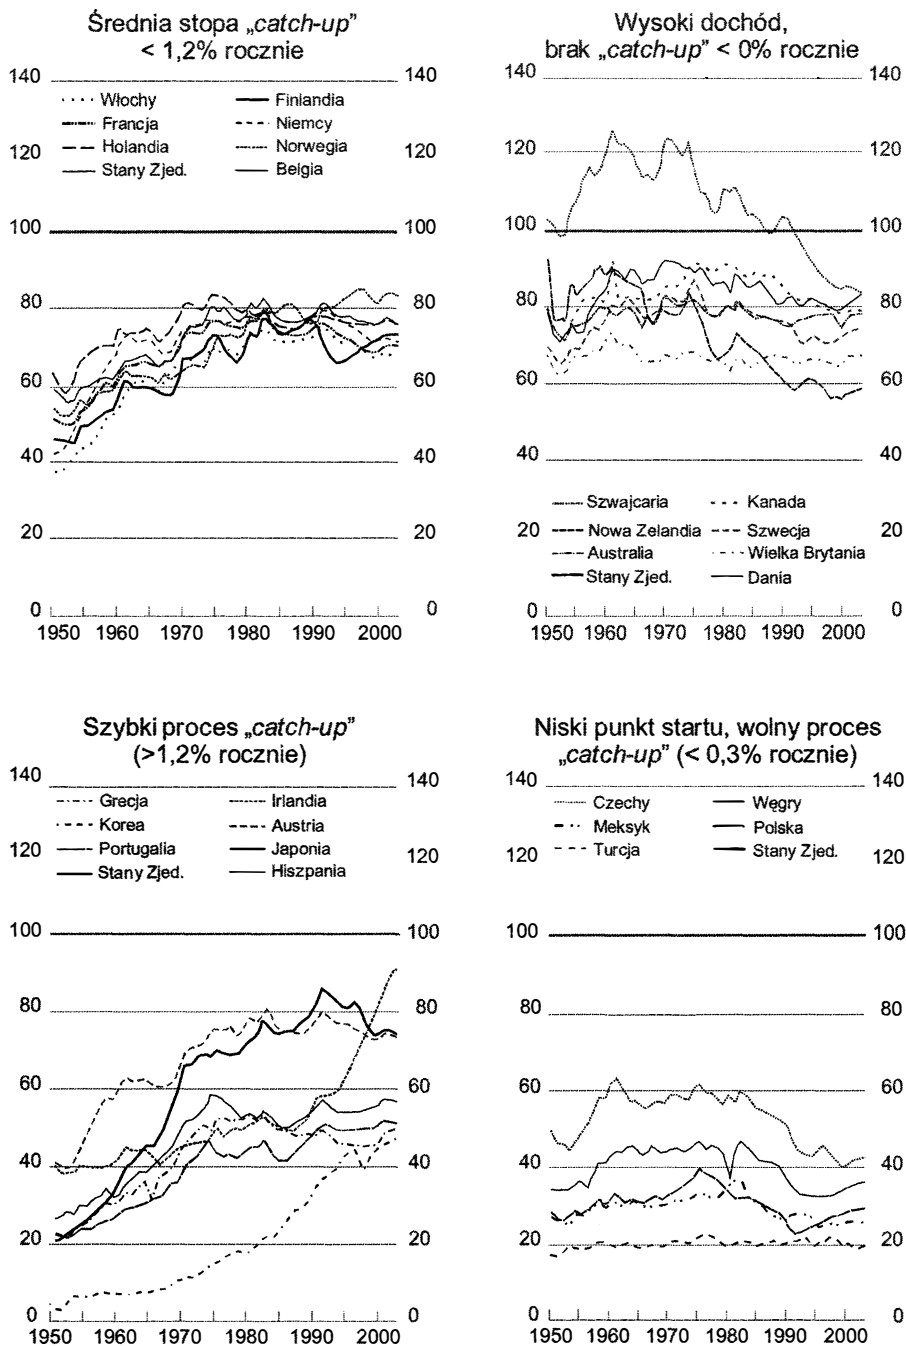 Średnia stopa „catch-up”
< 1,2% rocznie
140 140
Włochy Finlandia
Francja Niemcy
Holandia Norwegia
120 120
Stany Zjed. Belgia
100 100
80 80
60 60
40 40
20 20
0 0
1950 1960 1970 1980 1990 2000
Wysoki dochód,
brak „catch-up” < 0% rocznie
140 140
120 120
100 100
80 80
60 60
40 40
Szwajcaria Kanada
20 20
Nowa Zelandia Szwecja
Australia Wielka Brytania
Stany Zjed. Dania
0 0
1950 1960 1970 1980 1990 2000
Szybki proces „catch-up”
(>1,2% rocznie)
140 140
Grecja Irlandia
Korea Austria
120 120
Portugalia Japonia
Stany Zjed. Hiszpania
100 100
80 80
60 60
40 40
20 20
0 0
1950 1960 1970 1980 1990 2000
Niski punkt startu, wolny proces
„catch-up” (< 0,3% rocznie)
140 140
Czechy Węgry
Meksyk Polska
120 120
Turcja Stany Zjed.
100 100
80 80
60 60
40 40
20 20
0 0
1950 1960 1970 1980 1990 2000